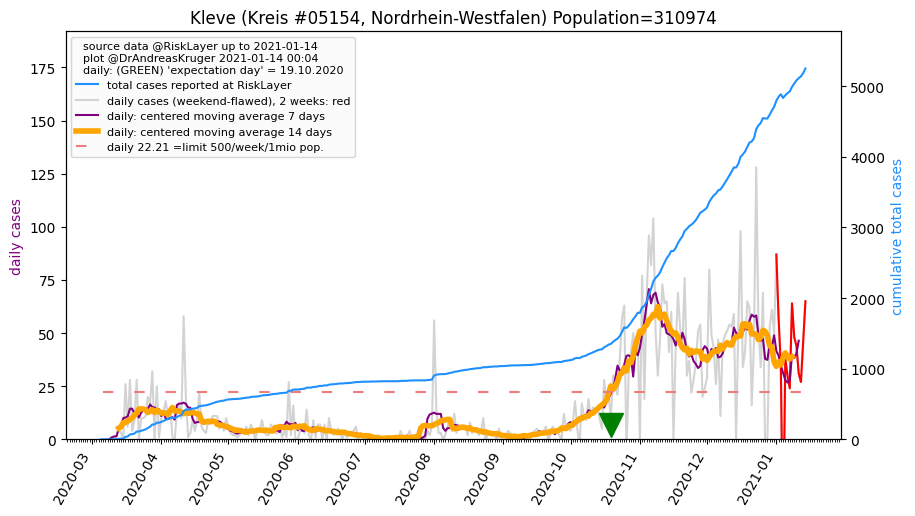 Kleve (Kreis #05154, Nordrhein-Westfalen) Population=310974
source data @RiskLayer up to 2021-01-14
plot @DrAndreasKruger 2021-01-14 00:04
daily: (GREEN) 'expectation day' = 19.10.2020
total cases reported at RiskLayer
daily cases (weekend-flawed), 2 weeks: red
daily: centered moving average 7 days
daily: centered moving average 14 days
daily 22.21 =limit 500/week/1mio pop.
daily cases
175
150
125
100
75
50
25
0
cumulative total cases
5000
4000
3000
2000
1000
0
2020-03
2020-04
2020-05
2020-06
2020-07
2020-08
2020-09
2020-10
2020-11
2020-12
2021-01